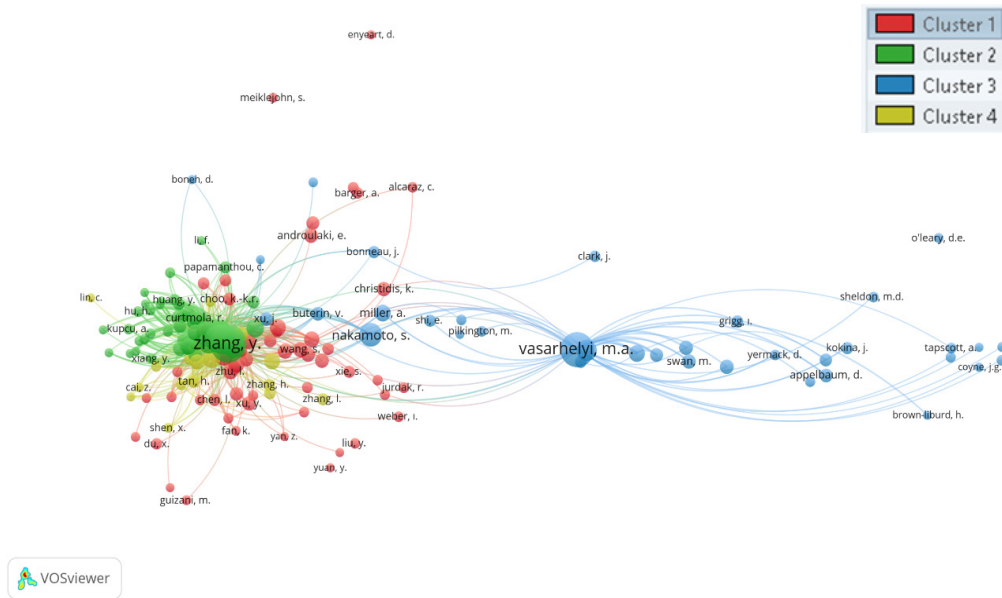 enyeart, d.
Cluster 1
Cluster 2
Cluster 3
Cluster 4
meiklejohn, s.
boneh, d.
barger, a.
alcaraz, c.
li, f.
androulaki, e.
bonneau, j.
clark, j.
o'leary, d.e.
papamanthou, c.
lin, c.
huang, y.
choo, k.-k.r.
christidis, k.
sheldon, m.d.
hu, h.
curtmola, r.
xu, j.
buterin, v.
miller, a.
shi, e.
pilkington, m.
grigg, i.
kupcu, a.
zhang, y.
nakamoto, s.
vasarhelyi, m.a.
xiang, y.
wang, s.
swan, m.
yermack, d.
kokina, j.
tapscott, a.
coyne, j.g.
zhu, l.
xie, s.
appelbaum, d.
cai, z.
tan, h.
zhang, h.
jurdak, r.
chen, l.
xu, y.
zhang, l.
weber, i.
brown-liburd, h.
shen, x.
fan, k.
yan, z.
liu, y.
du, x.
yuan, y.
guizani, m.
VOSviewer